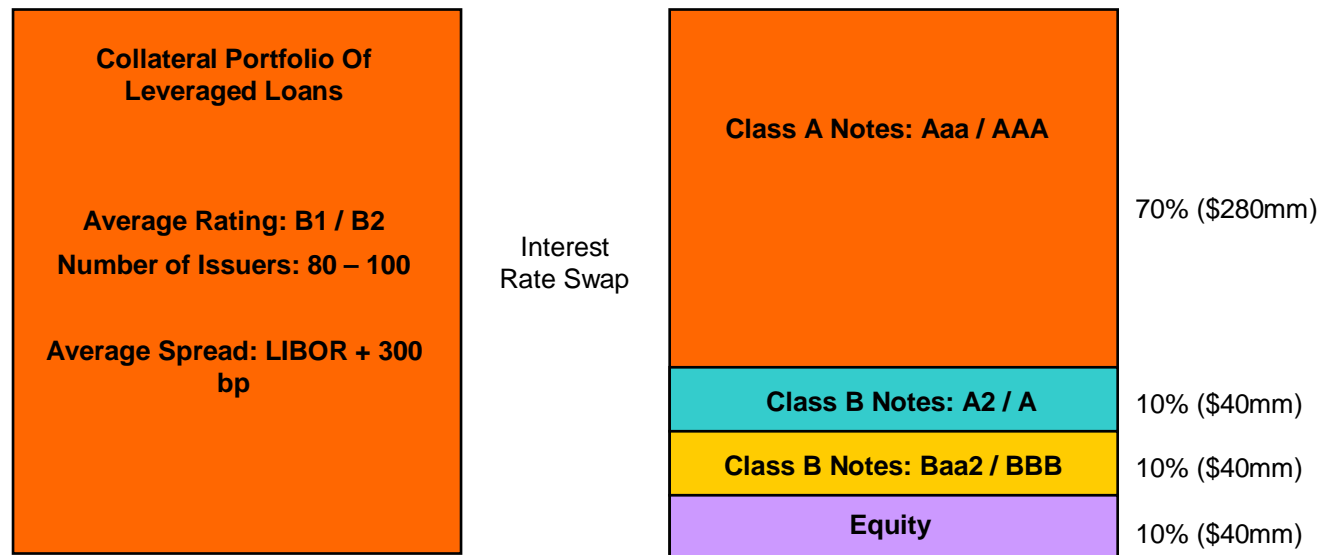 Collateral Portfolio Of
Leveraged Loans
Average Rating: B1 / B2
Number of Issuers: 80 – 100
Average Spread: LIBOR + 300
bp
Interest
Rate Swap
Class A Notes: Aaa / AAA
70% ($280mm)
Class B Notes: A2 / A
10% ($40mm)
Class B Notes: Baa2 / BBB
10% ($40mm)
Equity
10% ($40mm)